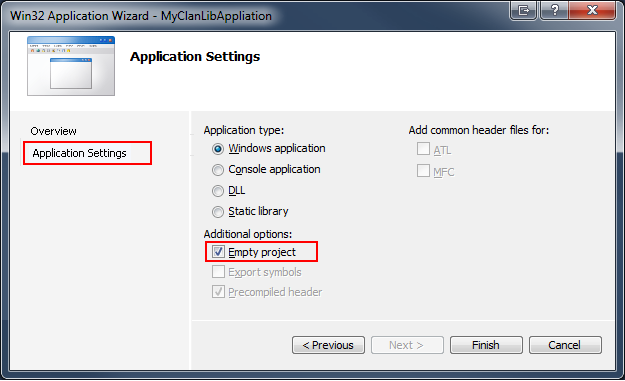 Win32 Application Wizard - MyClanLibAppliation
Application Settings
Overview
Application Settings
Application type:
Windows application
Console application
DLL
Static library
Additional options:
Empty project
Export symbols
Precompiled header
Add common header files for:
ATL
MFC
< Previous
Next >
Finish
Cancel